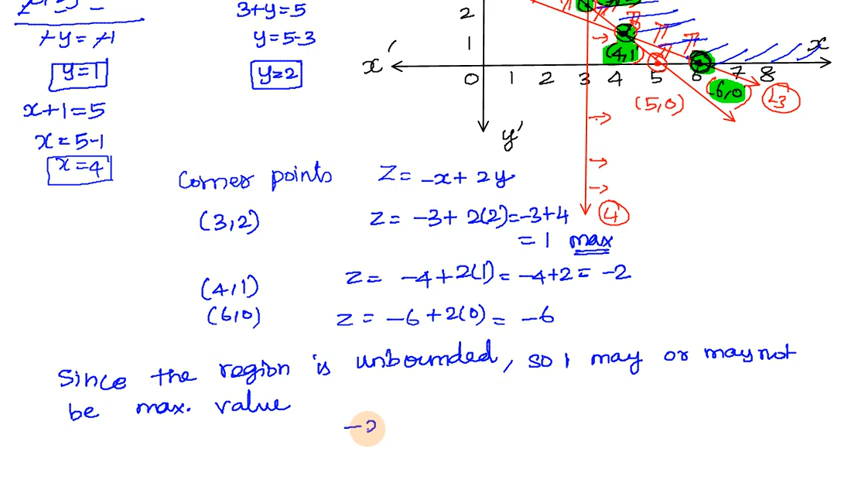 3+y=5
y=5-3
y=2
+y=+1
y=1
x+1=5
x=5-1
x=4
2
1
x' 0 1 2 3 4 5 6 7 8 x
(4,1)
(5,0)
6,0
L3
y'
4
Corner points Z = -x + 2y
(3,2) Z = -3 + 2(2) = -3+4
= 1 max
(4,1) Z = -4+2(1) = -4+2 = -2
(6,0) Z = -6+2(0) = -6
Since the region is unbounded, so 1 may or may not
be max. value